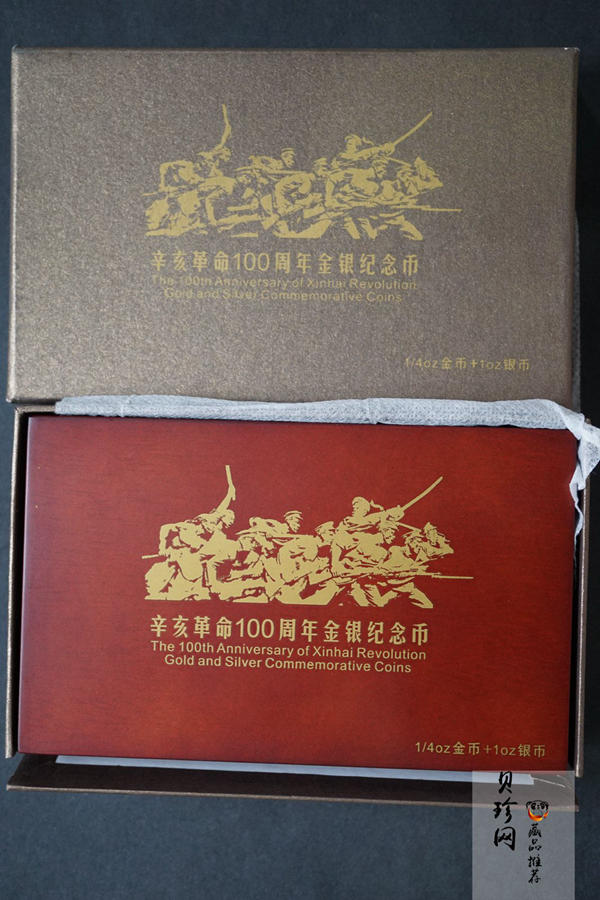 辛亥革命100周年金银纪念币
The 100th Anniversary of Xinhai Revolution
Gold and Silver Commemorative Coins
1/4oz金币+1oz银币
辛亥革命100周年金银纪念币
The 100th Anniversary of Xinhai Revolution
Gold and Silver Commemorative Coins
1/4oz金币+1oz银币
贝珍网
藏品推荐